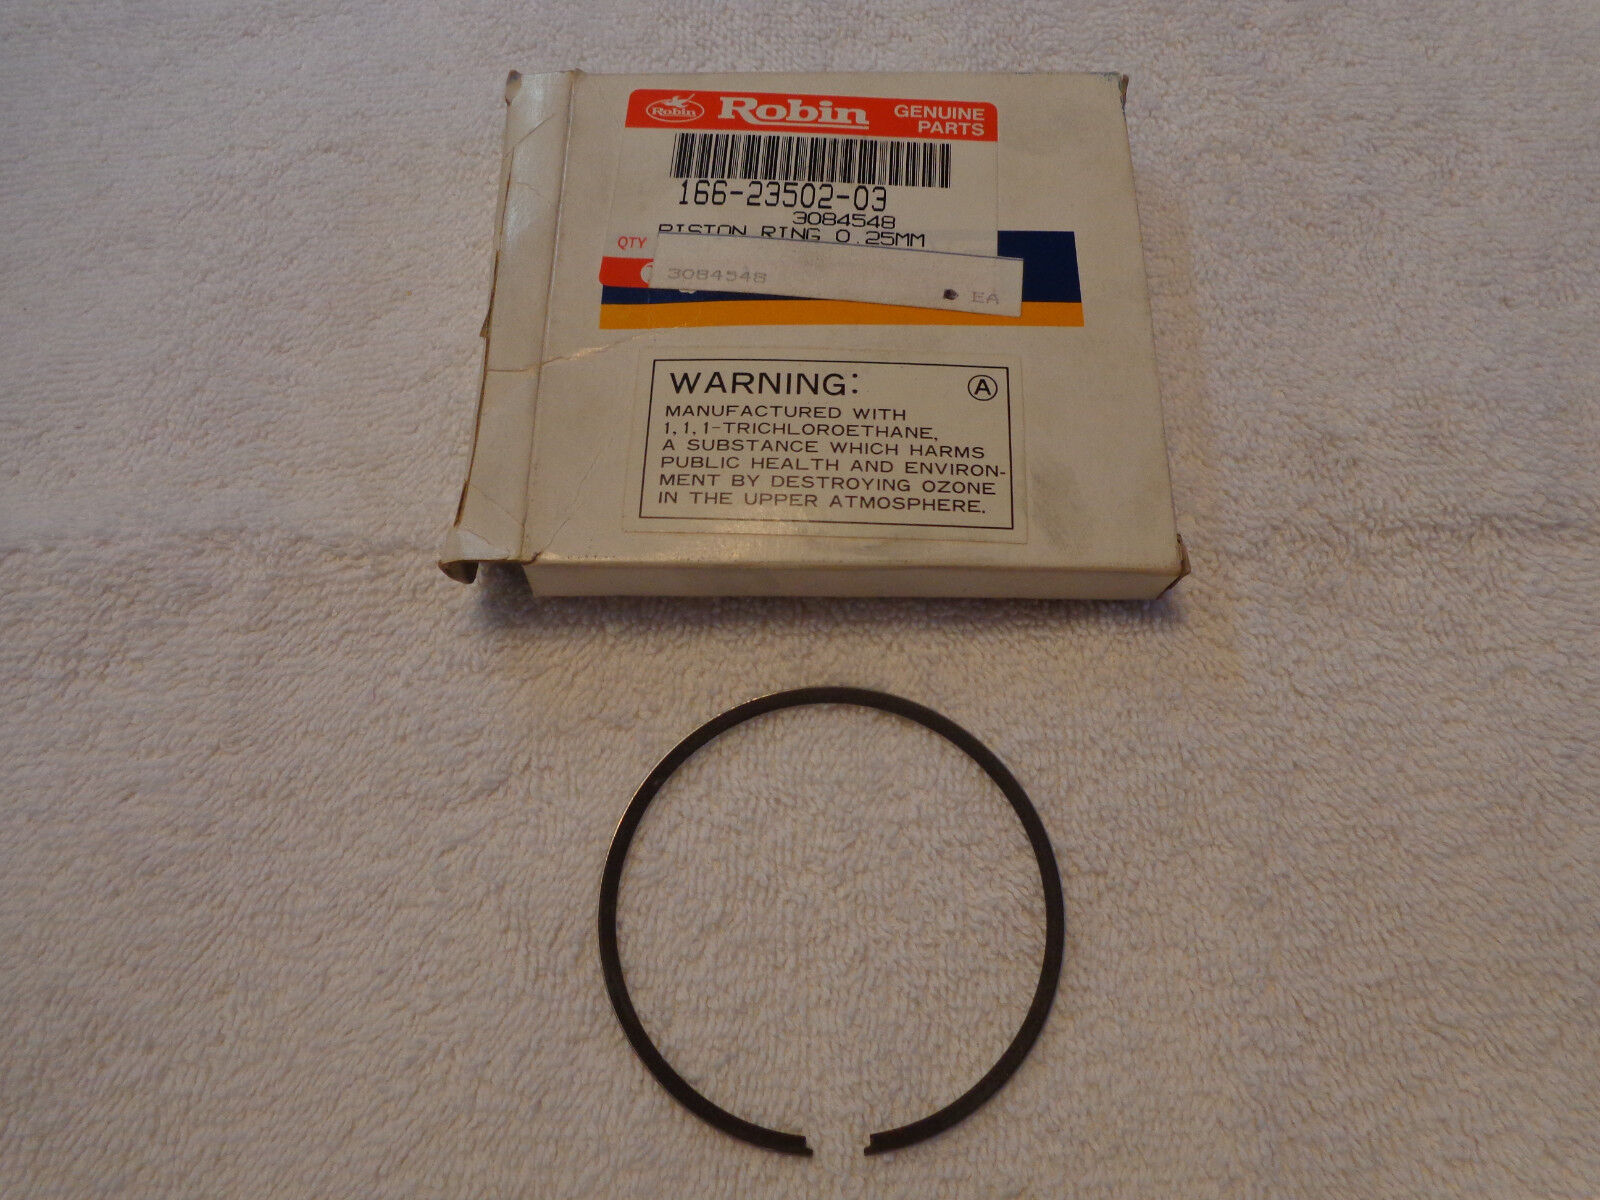 Robin
Robin
GENUINE
PARTS
166-23502-03
3084548
PISTON RING 0.25MM
QTY
3084548
EA
WARNING:
A
MANUFACTURED WITH
1,1,1-TRICHLOROETHANE,
A SUBSTANCE WHICH HARMS
PUBLIC HEALTH AND ENVIRON-
MENT BY DESTROYING OZONE
IN THE UPPER ATMOSPHERE.